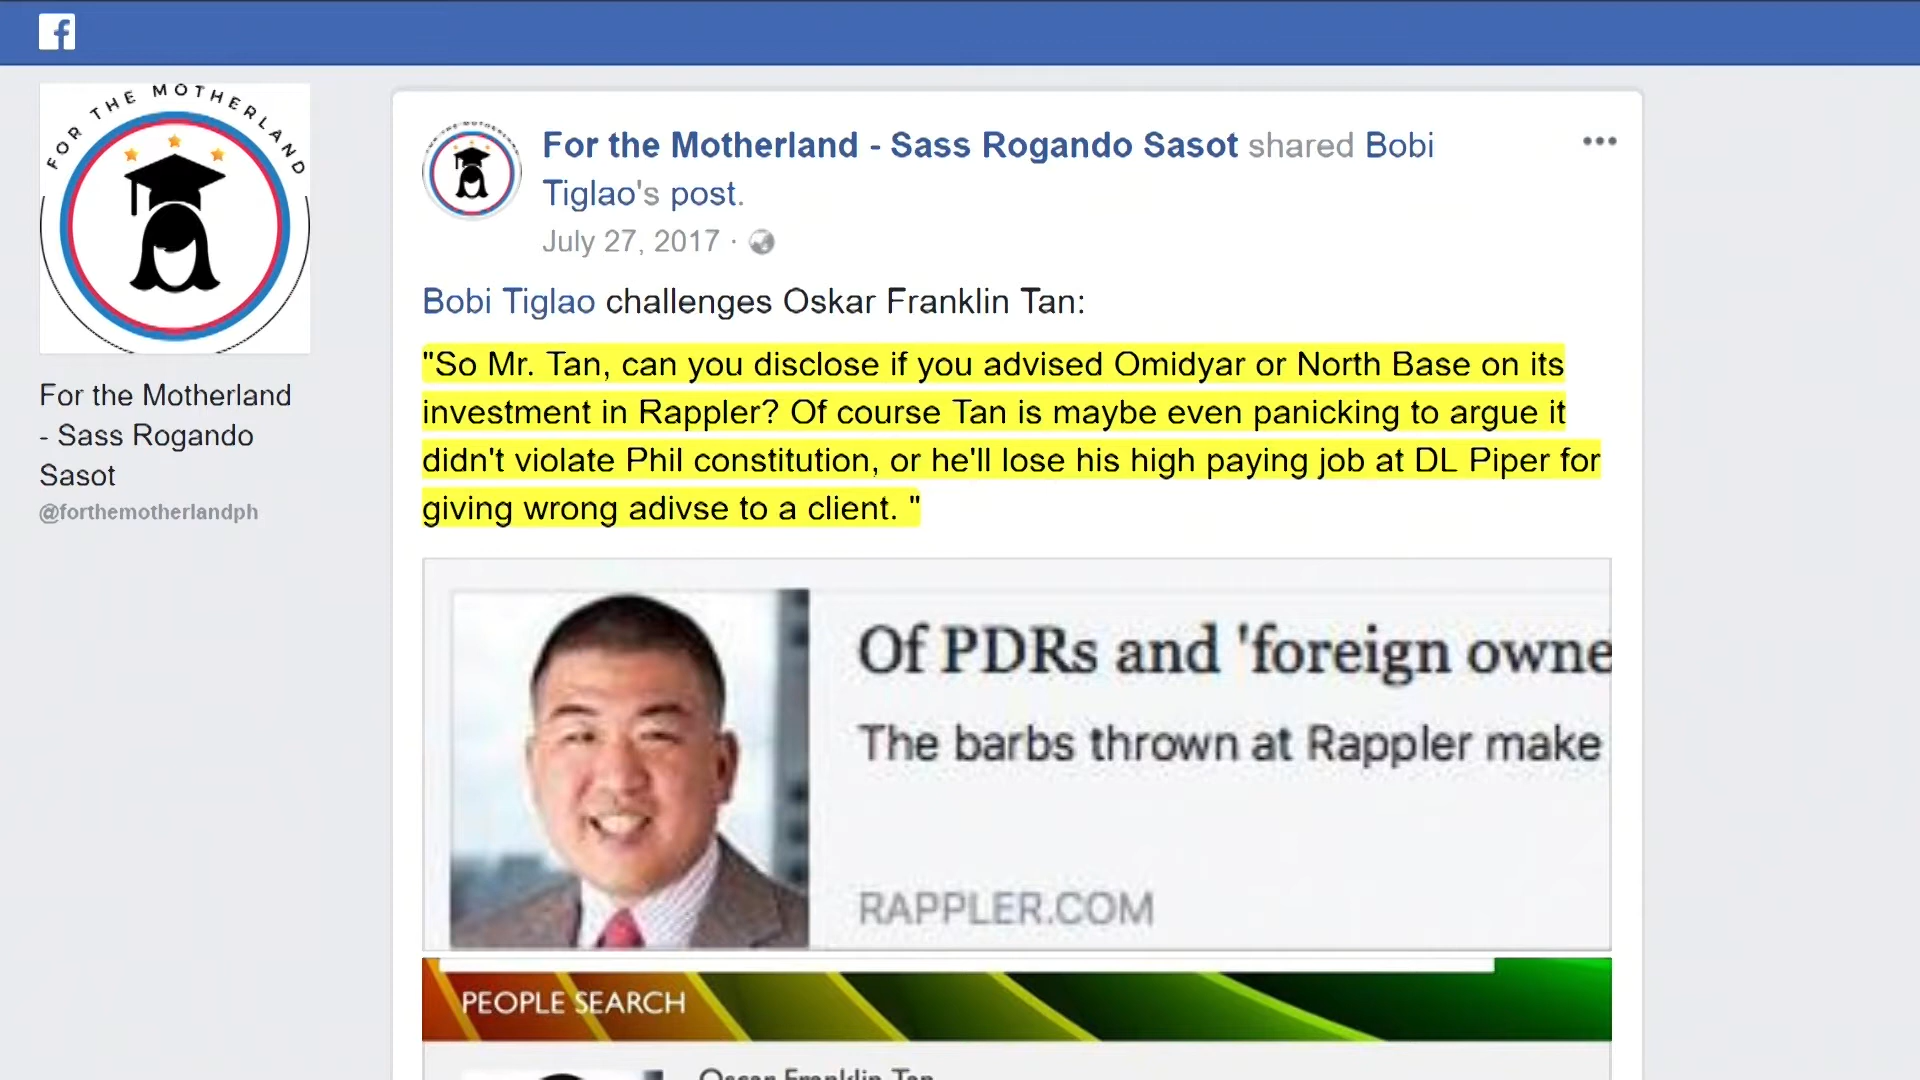 FOR THE MOTHERLAND
For the Motherland
- Sass Rogando
Sasot
@forthemotherlandph
For the Motherland - Sass Rogando Sasot shared Bobi
Tiglao's post.
July 27, 2017 ·
Bobi Tiglao challenges Oskar Franklin Tan:
"So Mr. Tan, can you disclose if you advised Omidyar or North Base on its
investment in Rappler? Of course Tan is maybe even panicking to argue it
didn't violate Phil constitution, or he'll lose his high paying job at DL Piper for
giving wrong adivse to a client. "
Of PDRs and 'foreign owne
The barbs thrown at Rappler make
RAPPLER.COM
PEOPLE SEARCH
Oscar Franklin Tan